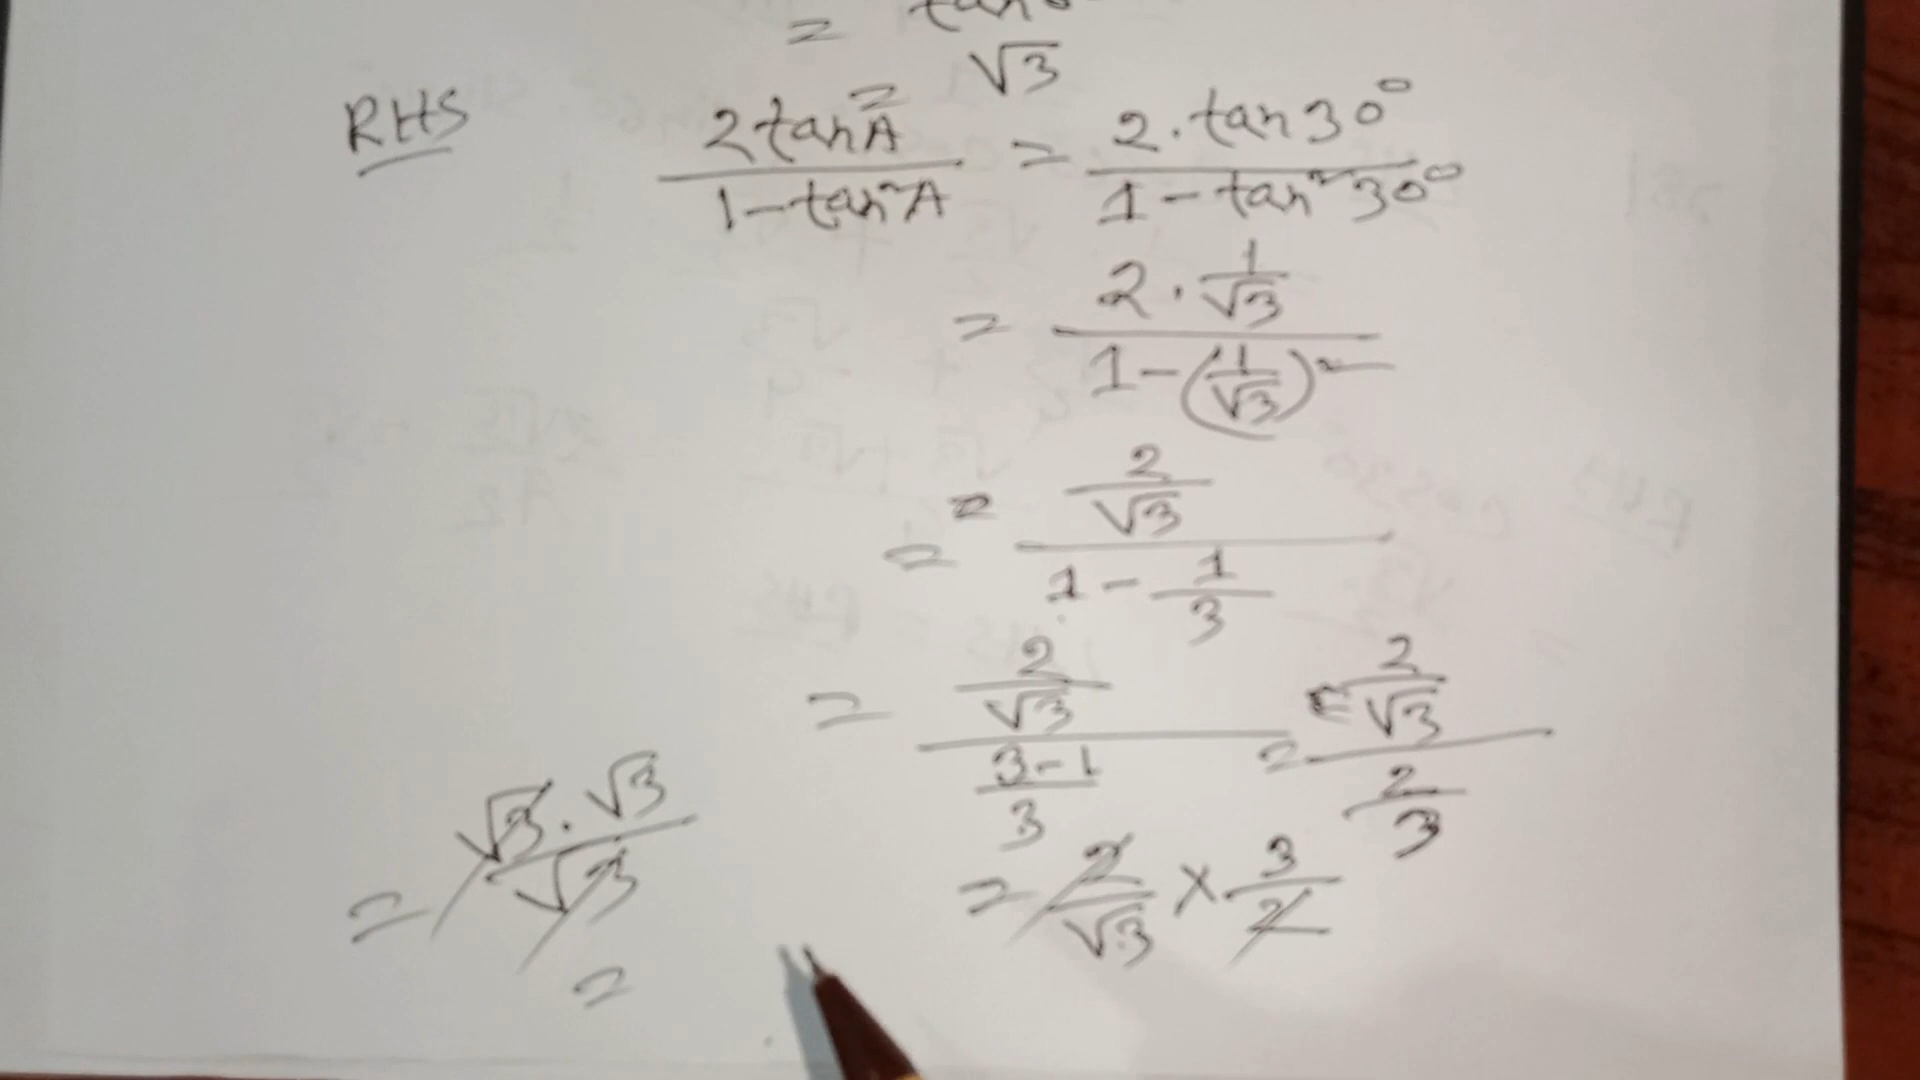 = tan
= √3
RHS 2tanA / 1-tan²A = 2.tan30° / 1-tan²30°
= 2.1/√3 / 1-(1/√3)²
= = 2/√3 / 1-1/3
= 2/√3 / 3-1/3 = 2/√3 / 2/3
= 2/√3 × 3/2
= √3.√3 / √3
=